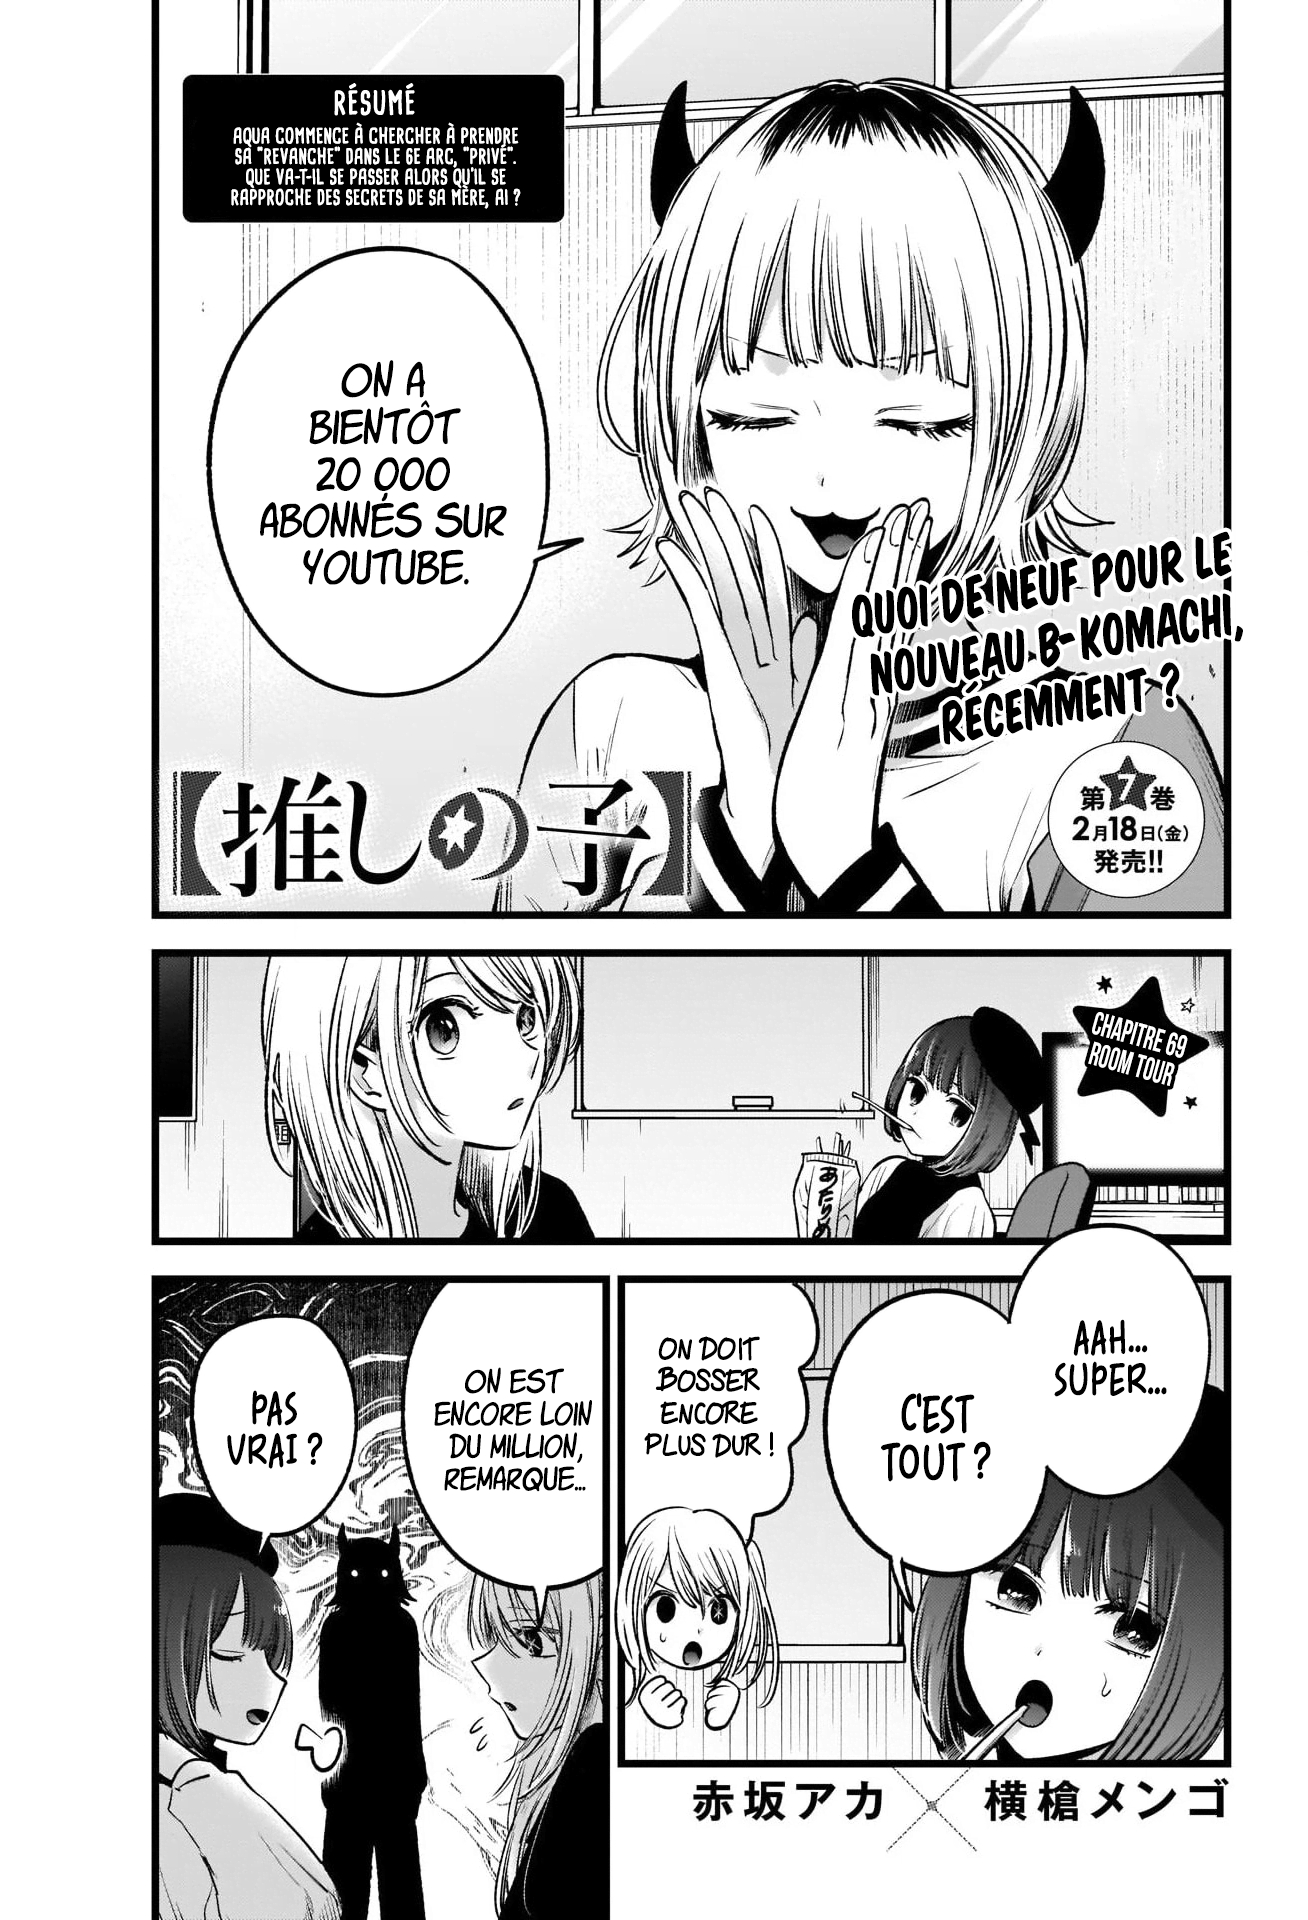 RÉSUMÉ
AQUA COMMENCE À CHERCHER À PRENDRE
SA "REVANCHE" DANS LE 6E ARC, "PRIVÉ".
QUE VA-T-IL SE PASSER ALORS QU'IL SE
RAPPROCHE DES SECRETS DE SA MÈRE, AI ?
ON A
BIENTÔT
20 000
ABONNÉS SUR
YOUTUBE.
QUOI DE NEUF POUR LE
NOUVEAU B-KOMACHI,
RÉCEMMENT ?
【推しの子】
第7巻
2月18日(金)
発売!!
CHAPITRE 69
ROOM TOUR
あたりめ
AAH...
SUPER...
C'EST
TOUT ?
ON DOIT
BOSSER
ENCORE
PLUS DUR !
ON EST
ENCORE LOIN
DU MILLION,
REMARQUE...
PAS
VRAI ?
赤坂アカ×横槍メンゴ